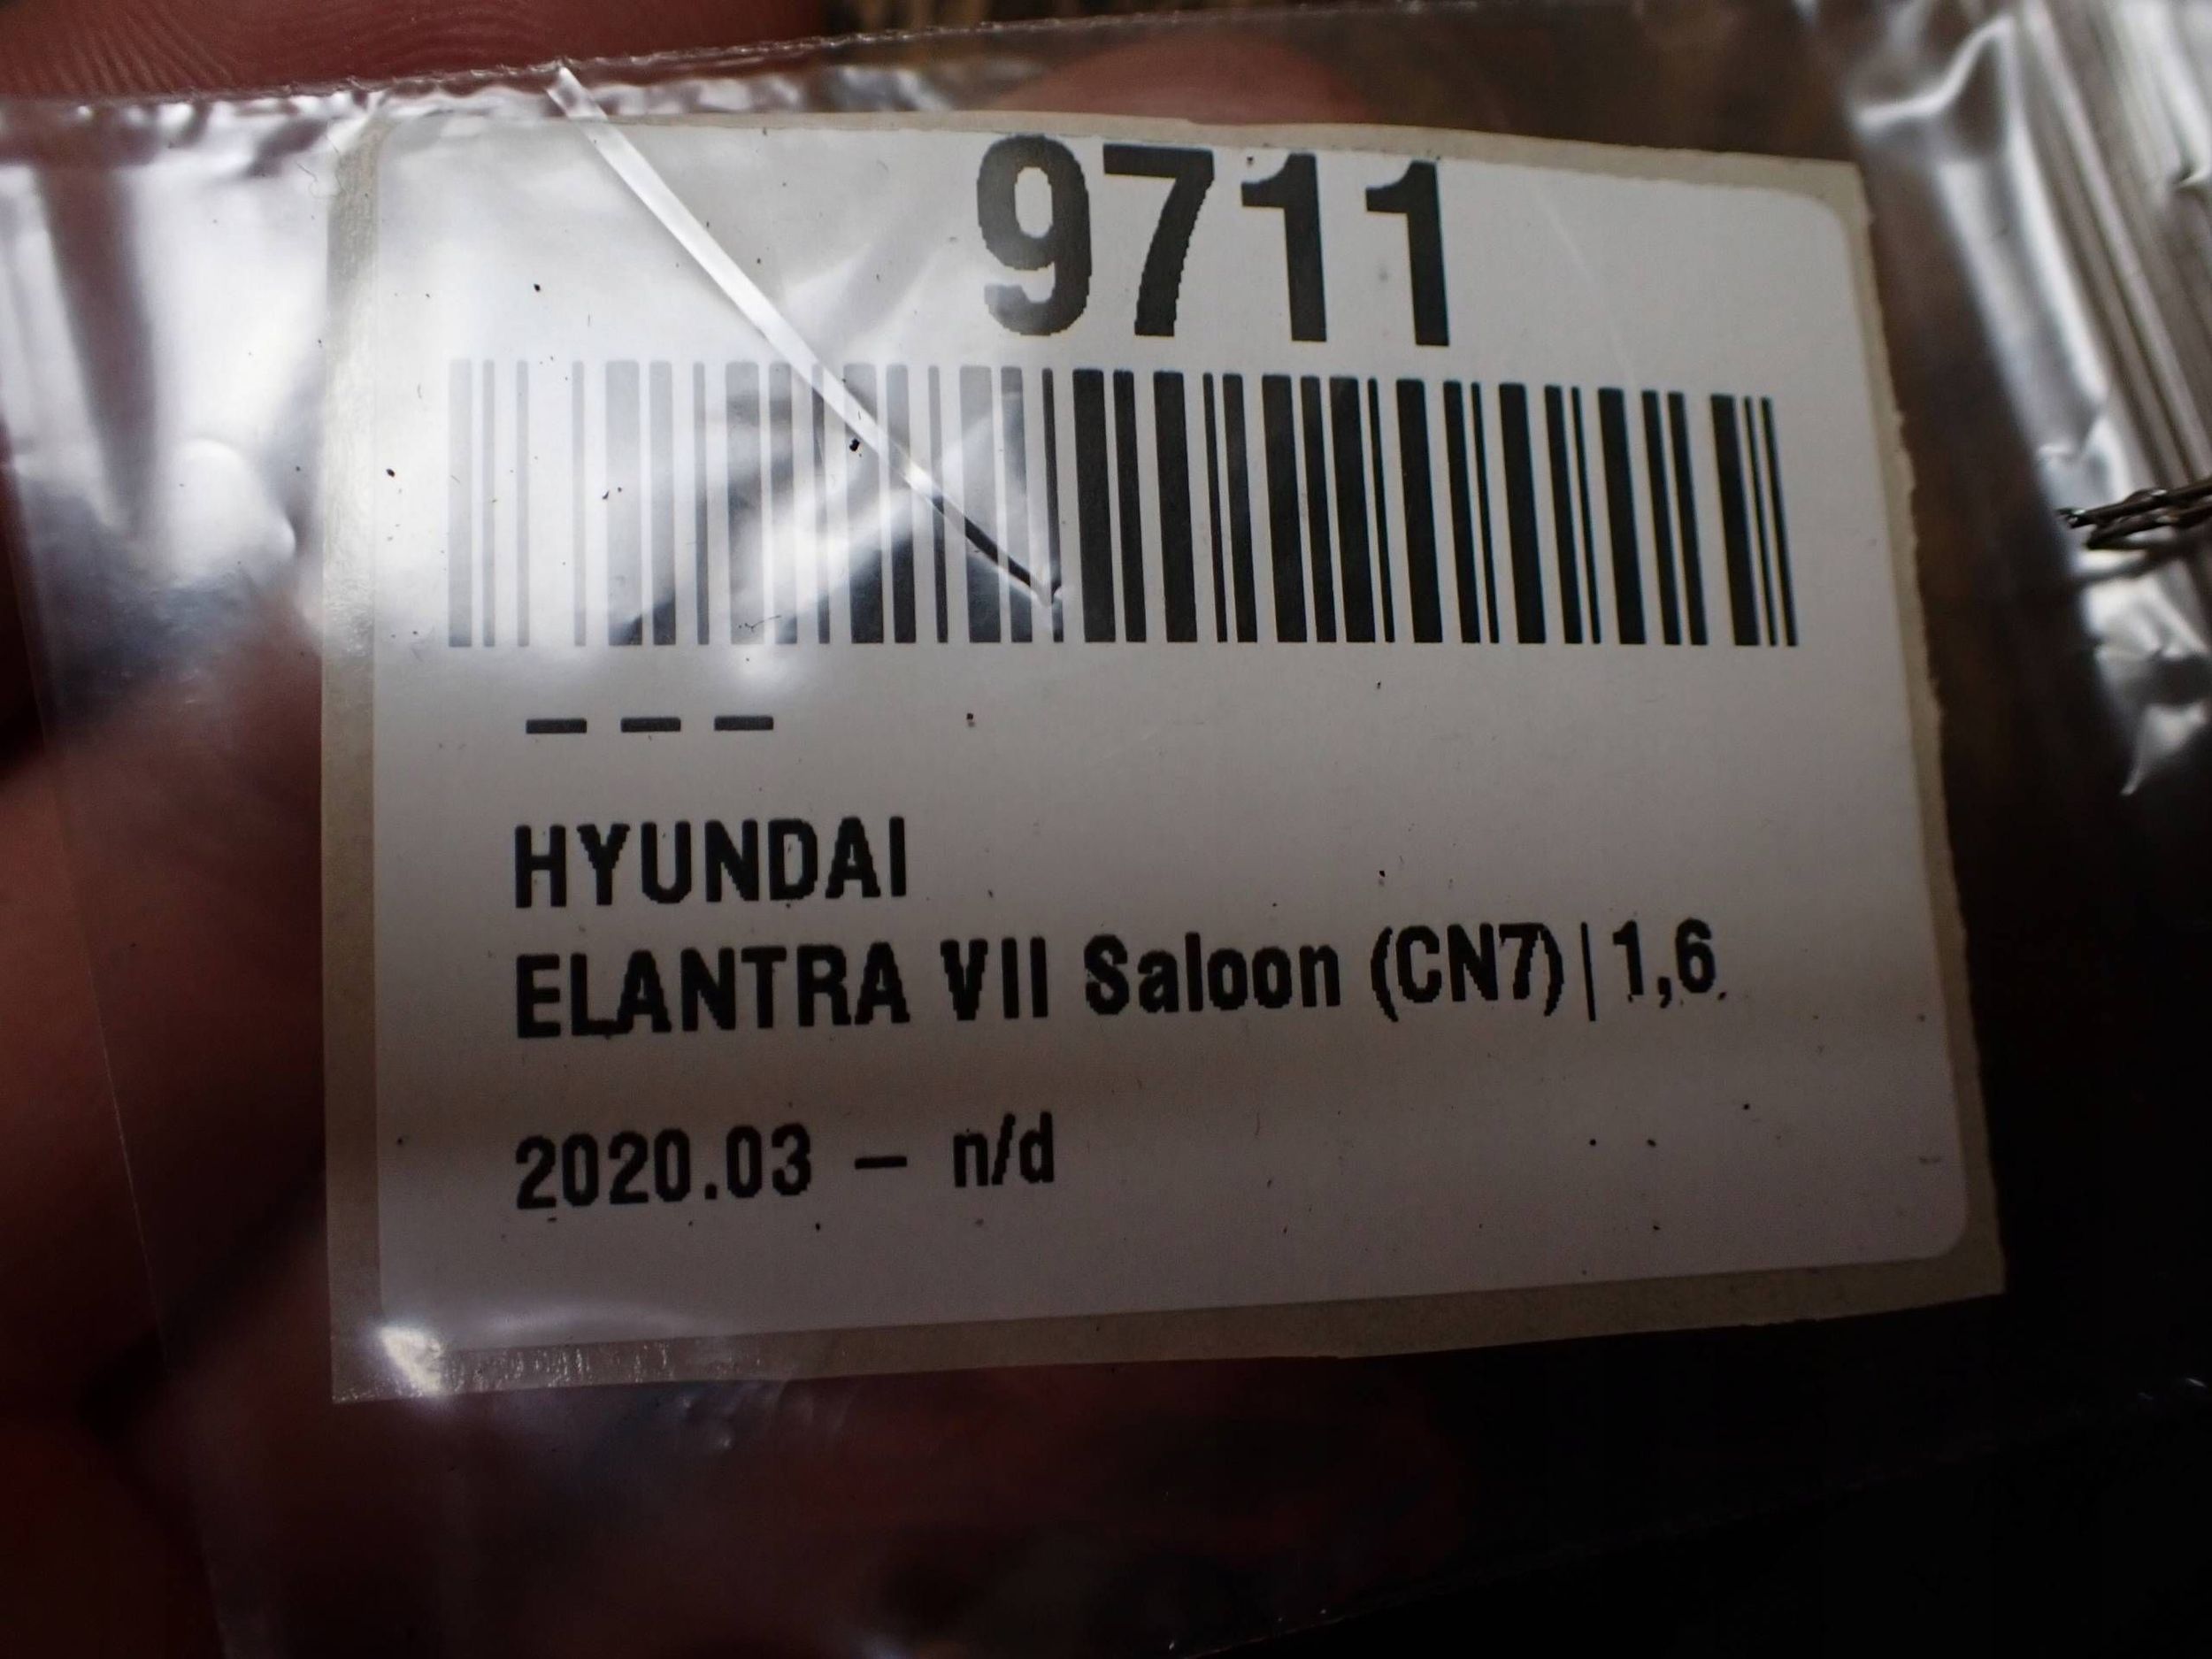 9711
– – –
HYUNDAI
ELANTRA VII Saloon (CN7) | 1,6
2020.03 – n/d